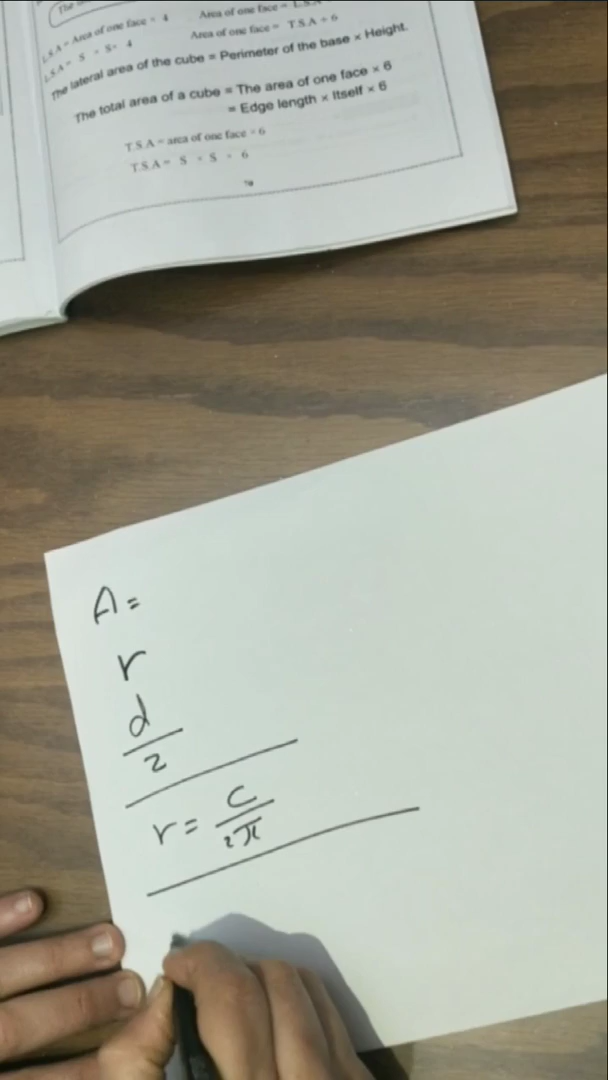 The
L.S.A = Area of one face × 4
Area of one face =
L.S.A = S × S × 4
Area of one face = T.S.A ÷ 6
The lateral area of the cube = Perimeter of the base × Height.
The total area of a cube = The area of one face × 6
= Edge length × Itself × 6
T.S.A = area of one face × 6
T.S.A = S × S × 6
A =
r
d
2
r = C
2π